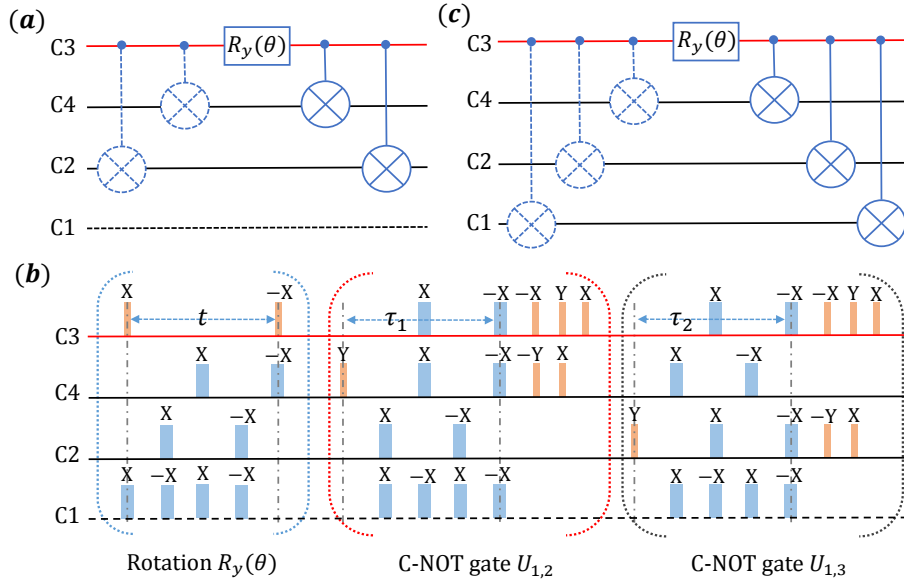 (a)
C3
R_y(θ)
C4
C2
C1
(c)
C3
R_y(θ)
C4
C2
C1
(b)
X −X X −X −X Y X X −X −X Y X
t τ_1 τ_2
C3
X −X Y X −X −Y X X −X
C4
X −X X −X Y X −X −Y X
C2
X −X X −X X −X X −X X −X X −X
C1
Rotation R_y(θ) C-NOT gate U_{1,2} C-NOT gate U_{1,3}